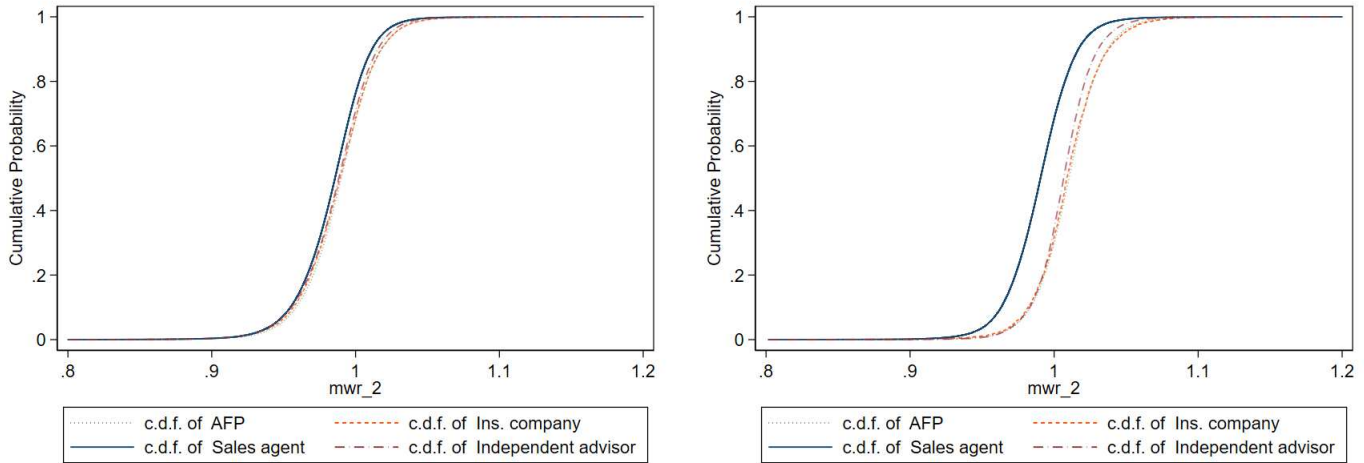 Cumulative Probability
1
.8
.6
.4
.2
0
.8 .9 1 1.1 1.2
mwr_2
c.d.f. of AFP c.d.f. of Ins. company
c.d.f. of Sales agent c.d.f. of Independent advisor
Cumulative Probability
1
.8
.6
.4
.2
0
.8 .9 1 1.1 1.2
mwr_2
c.d.f. of AFP c.d.f. of Ins. company
c.d.f. of Sales agent c.d.f. of Independent advisor